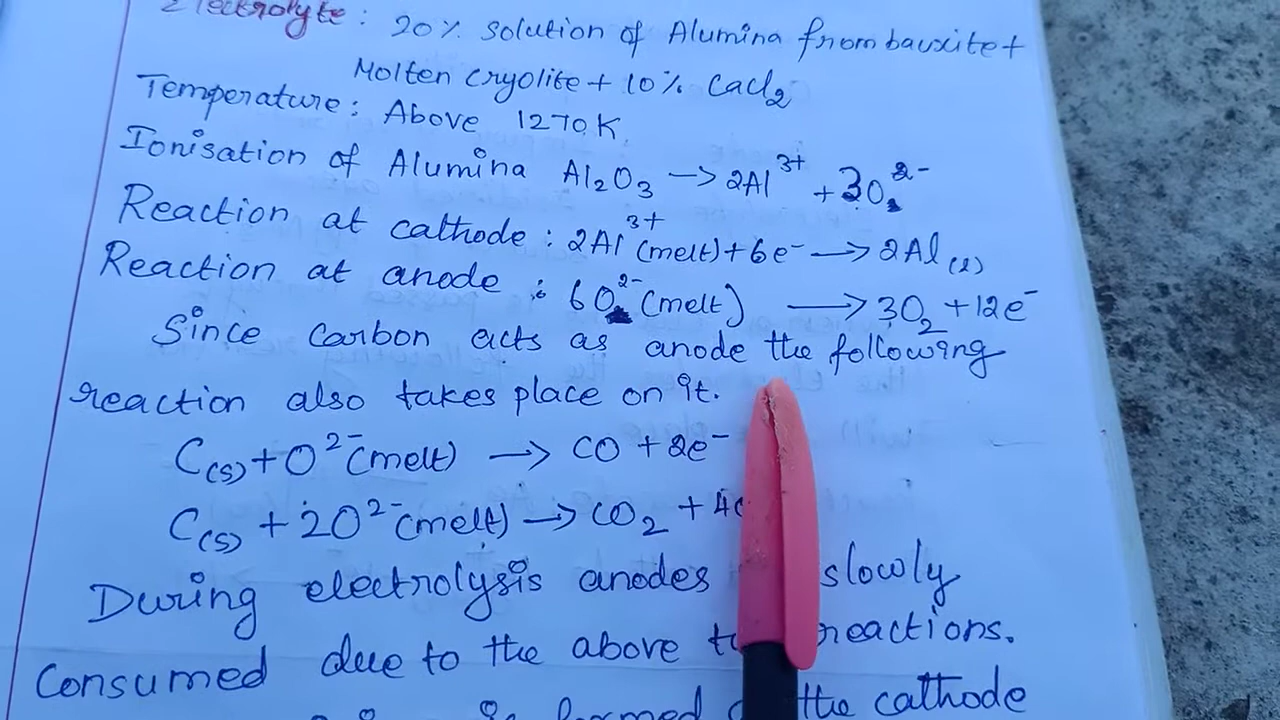 Electrolyte: 20% solution of Alumina from bauxite +
Molten cryolite + 10% CaCl2
Temperature: Above 1270K.
Ionisation of Alumina Al2O3 → 2Al3+ + 3O2-
Reaction at cathode : 2Al3+ (melt) + 6e- → 2Al(l)
Reaction at anode : 6O2- (melt) → 3O2 + 12e-
Since carbon acts as anode the following
reaction also takes place on it.
C(s) + O2- (melt) → CO + 2e-
C(s) + 2O2- (melt) → CO2 + 4e
During electrolysis anodes slowly
Consumed due to the above reactions.
formed the cathode